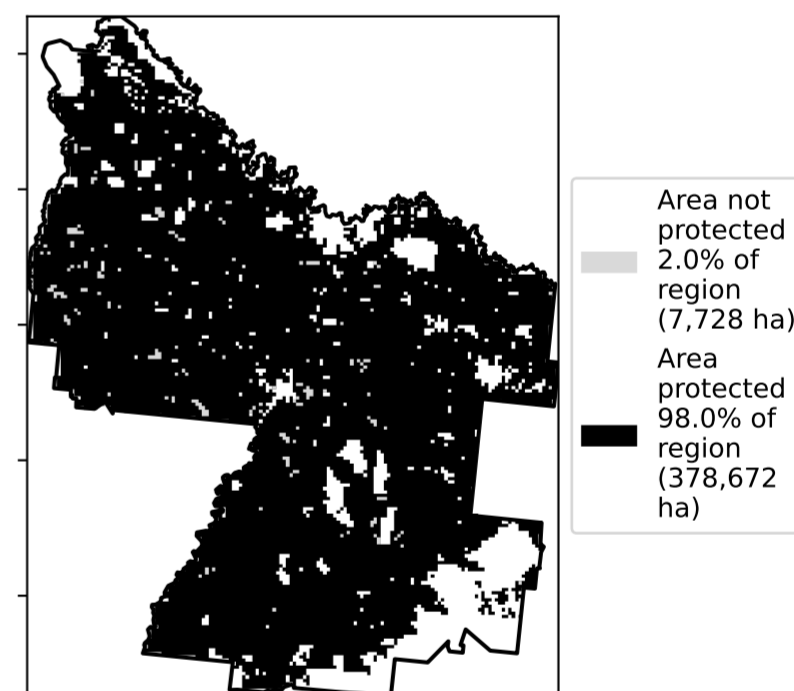 Area not
protected
2.0% of
region
(7,728 ha)
Area
protected
98.0% of
region
(378,672
ha)